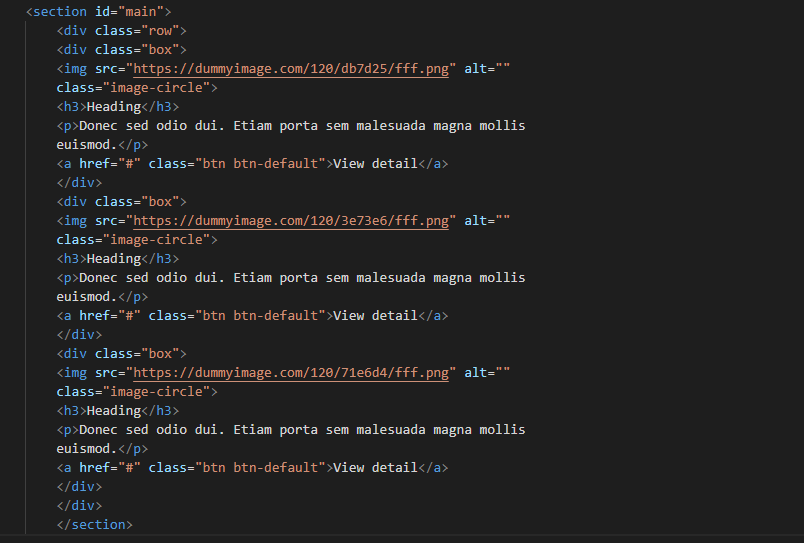 <section id="main">
<div class="row">
<div class="box">
<img src="https://dummyimage.com/120/db7d25/fff.png" alt=""
class="image-circle">
<h3>Heading</h3>
<p>Donec sed odio dui. Etiam porta sem malesuada magna mollis
euismod.</p>
<a href="#" class="btn btn-default">View detail</a>
</div>
<div class="box">
<img src="https://dummyimage.com/120/3e73e6/fff.png" alt=""
class="image-circle">
<h3>Heading</h3>
<p>Donec sed odio dui. Etiam porta sem malesuada magna mollis
euismod.</p>
<a href="#" class="btn btn-default">View detail</a>
</div>
<div class="box">
<img src="https://dummyimage.com/120/71e6d4/fff.png" alt=""
class="image-circle">
<h3>Heading</h3>
<p>Donec sed odio dui. Etiam porta sem malesuada magna mollis
euismod.</p>
<a href="#" class="btn btn-default">View detail</a>
</div>
</div>
</section>